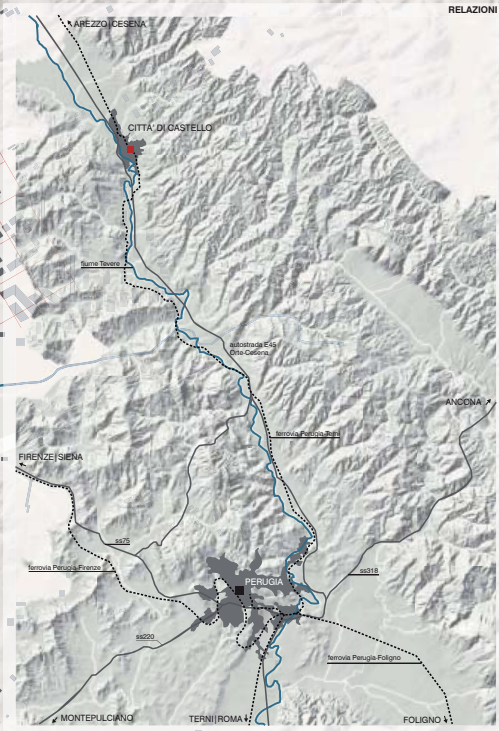 RELAZIONI
AREZZO|CESENA
CITTA' DI CASTELLO
fiume Tevere
autostrada E45
Orte-Cesena
ANCONA
ferrovia Perugia-Terni
FIRENZE|SIENA
ss75
ferrovia Perugia-Firenze
ss318
PERUGIA
ss220
ferrovia Perugia-Foligno
MONTEPULCIANO
TERNI|ROMA
FOLIGNO